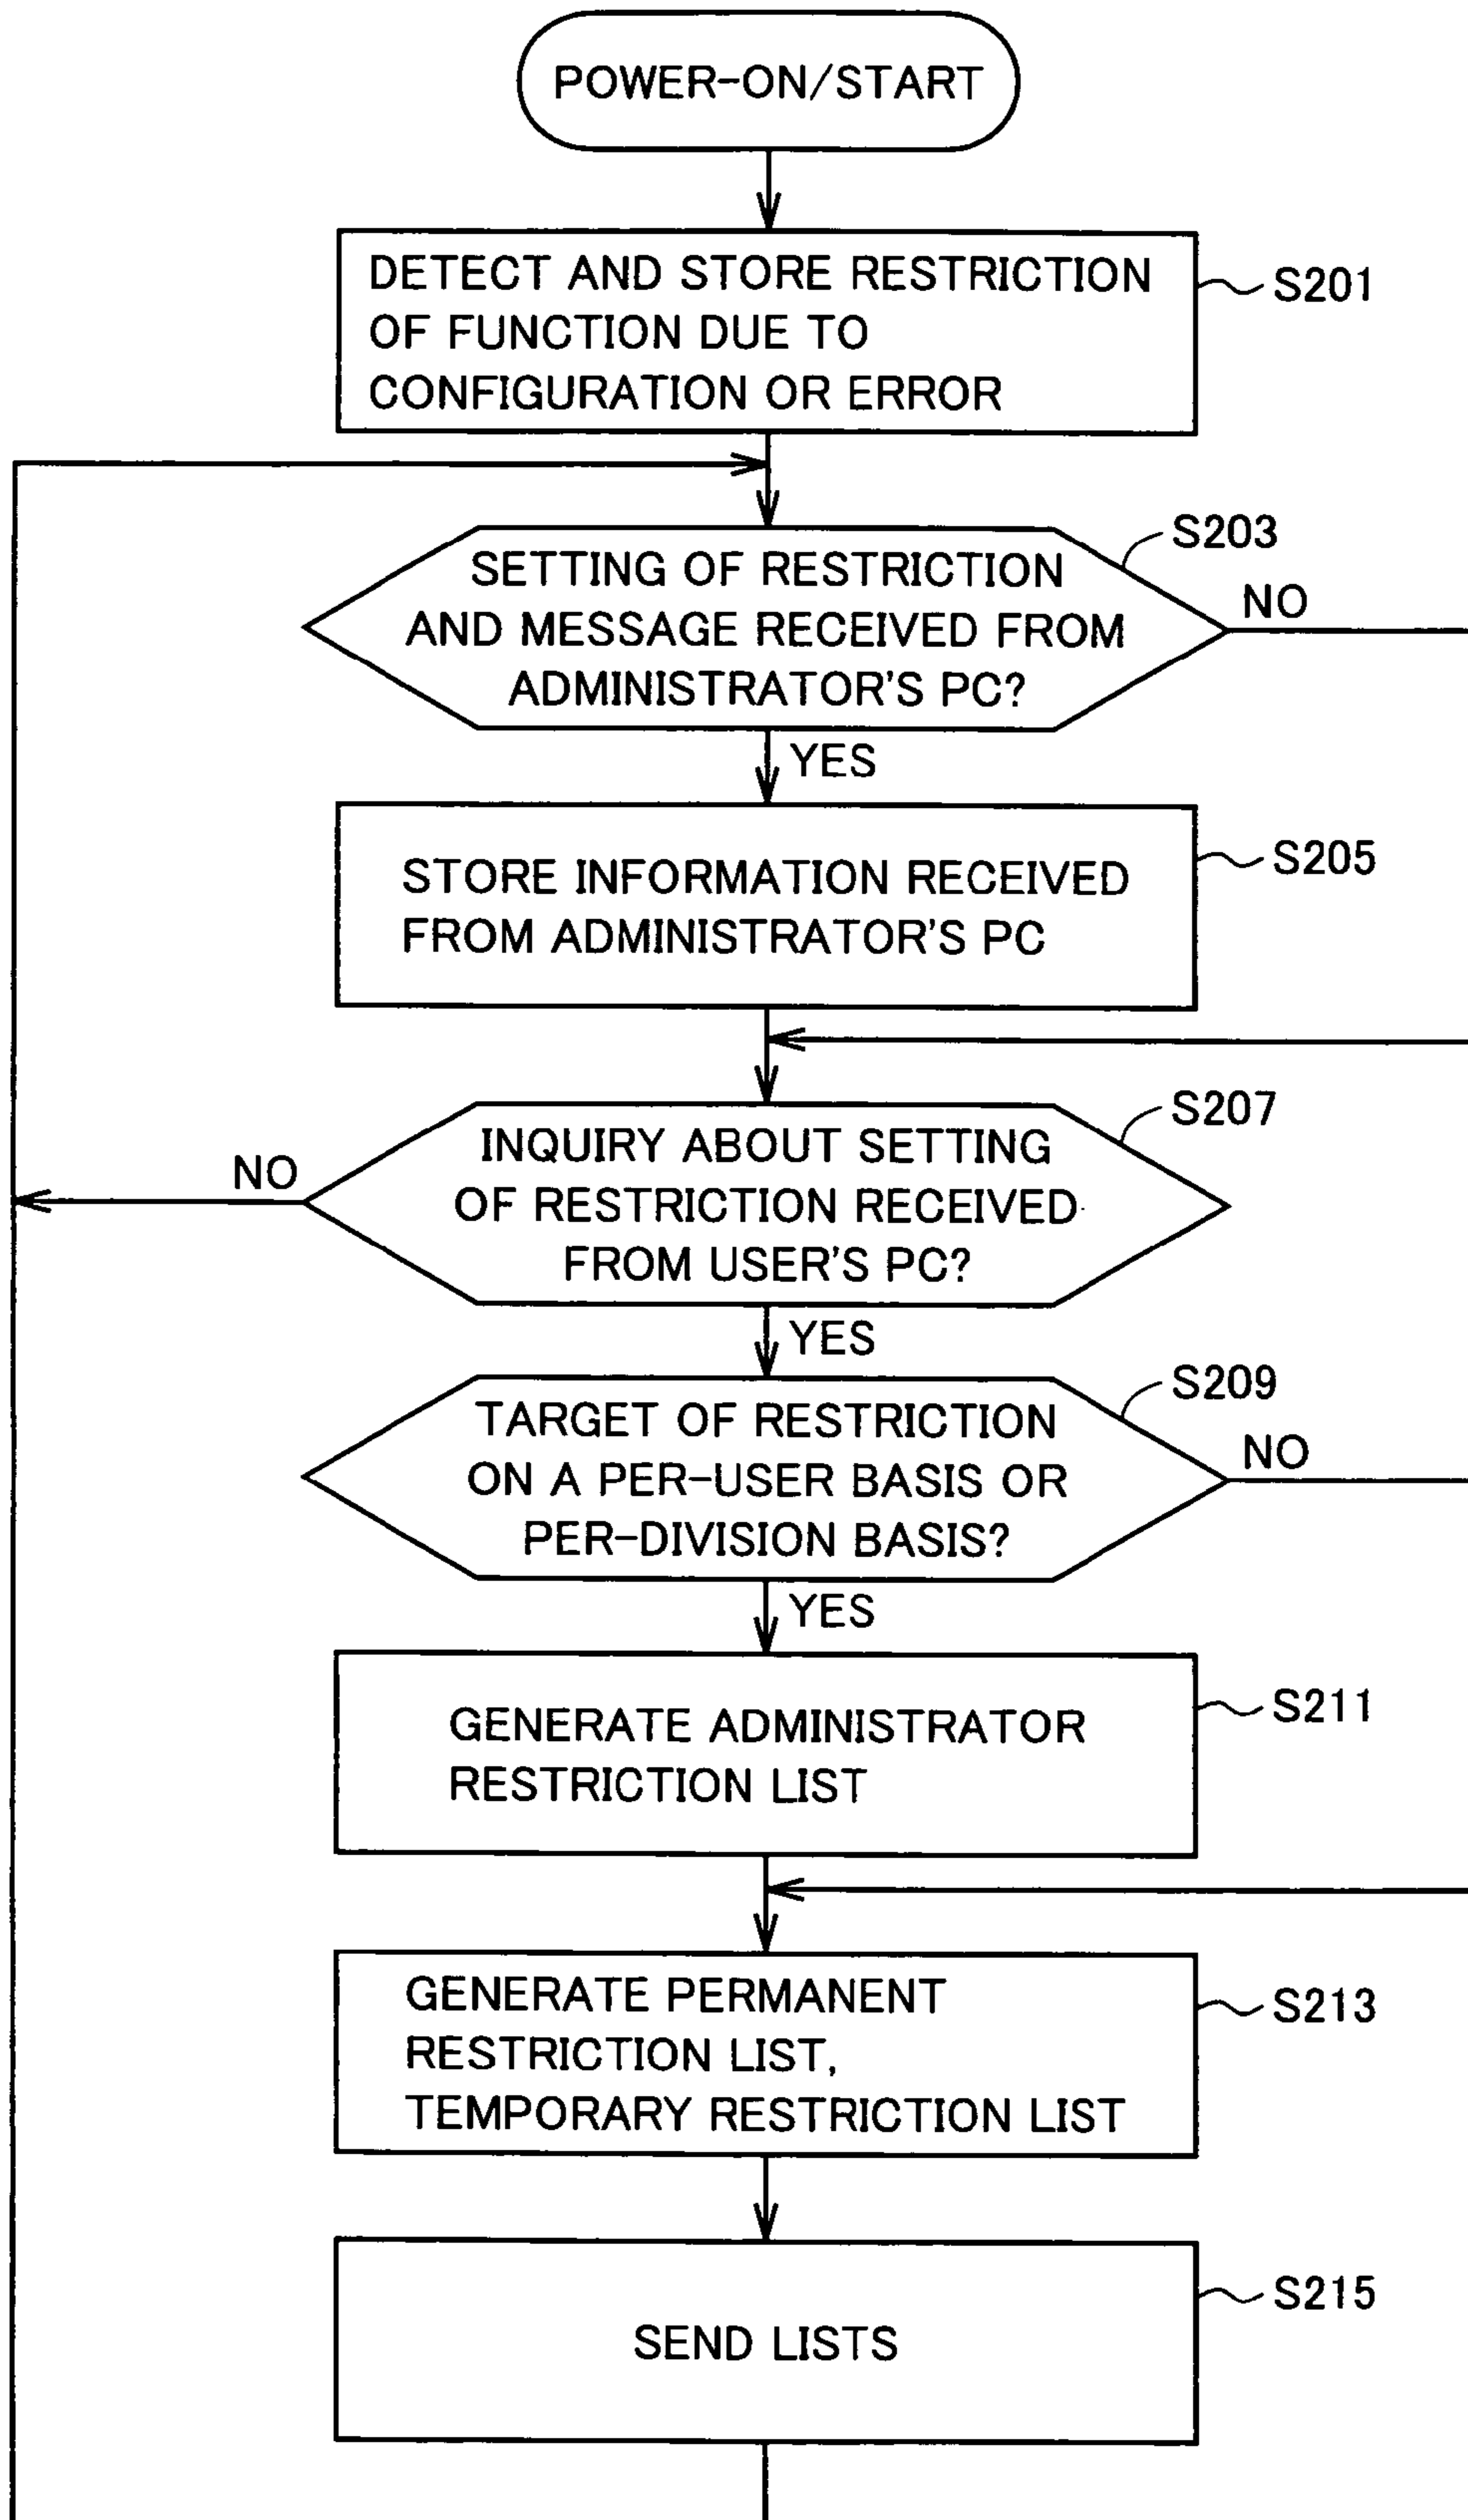 POWER-ON/START
DETECT AND STORE RESTRICTION
OF FUNCTION DUE TO
CONFIGURATION OR ERROR
S201
SETTING OF RESTRICTION
AND MESSAGE RECEIVED FROM
ADMINISTRATOR'S PC?
S203
NO
YES
STORE INFORMATION RECEIVED
FROM ADMINISTRATOR'S PC
S205
INQUIRY ABOUT SETTING
OF RESTRICTION RECEIVED
FROM USER'S PC?
S207
NO
YES
TARGET OF RESTRICTION
ON A PER-USER BASIS OR
PER-DIVISION BASIS?
S209
NO
YES
GENERATE ADMINISTRATOR
RESTRICTION LIST
S211
GENERATE PERMANENT
RESTRICTION LIST,
TEMPORARY RESTRICTION LIST
S213
SEND LISTS
S215